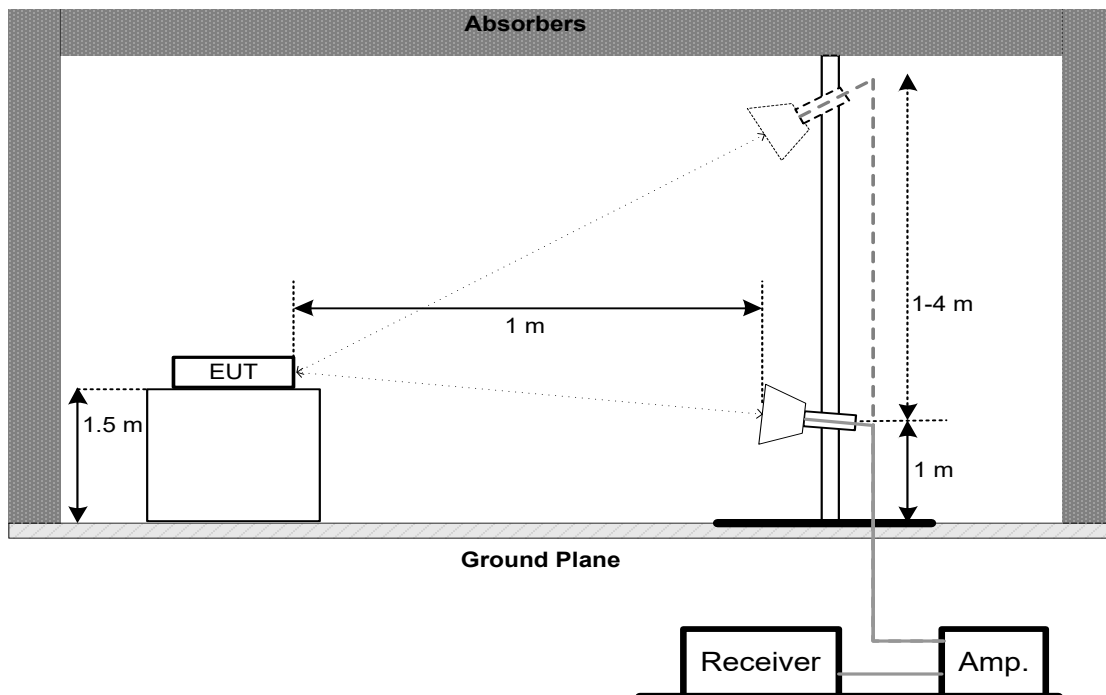 Absorbers
1-4 m
1 m
EUT
1.5 m
1 m
Ground Plane
Receiver
Amp.